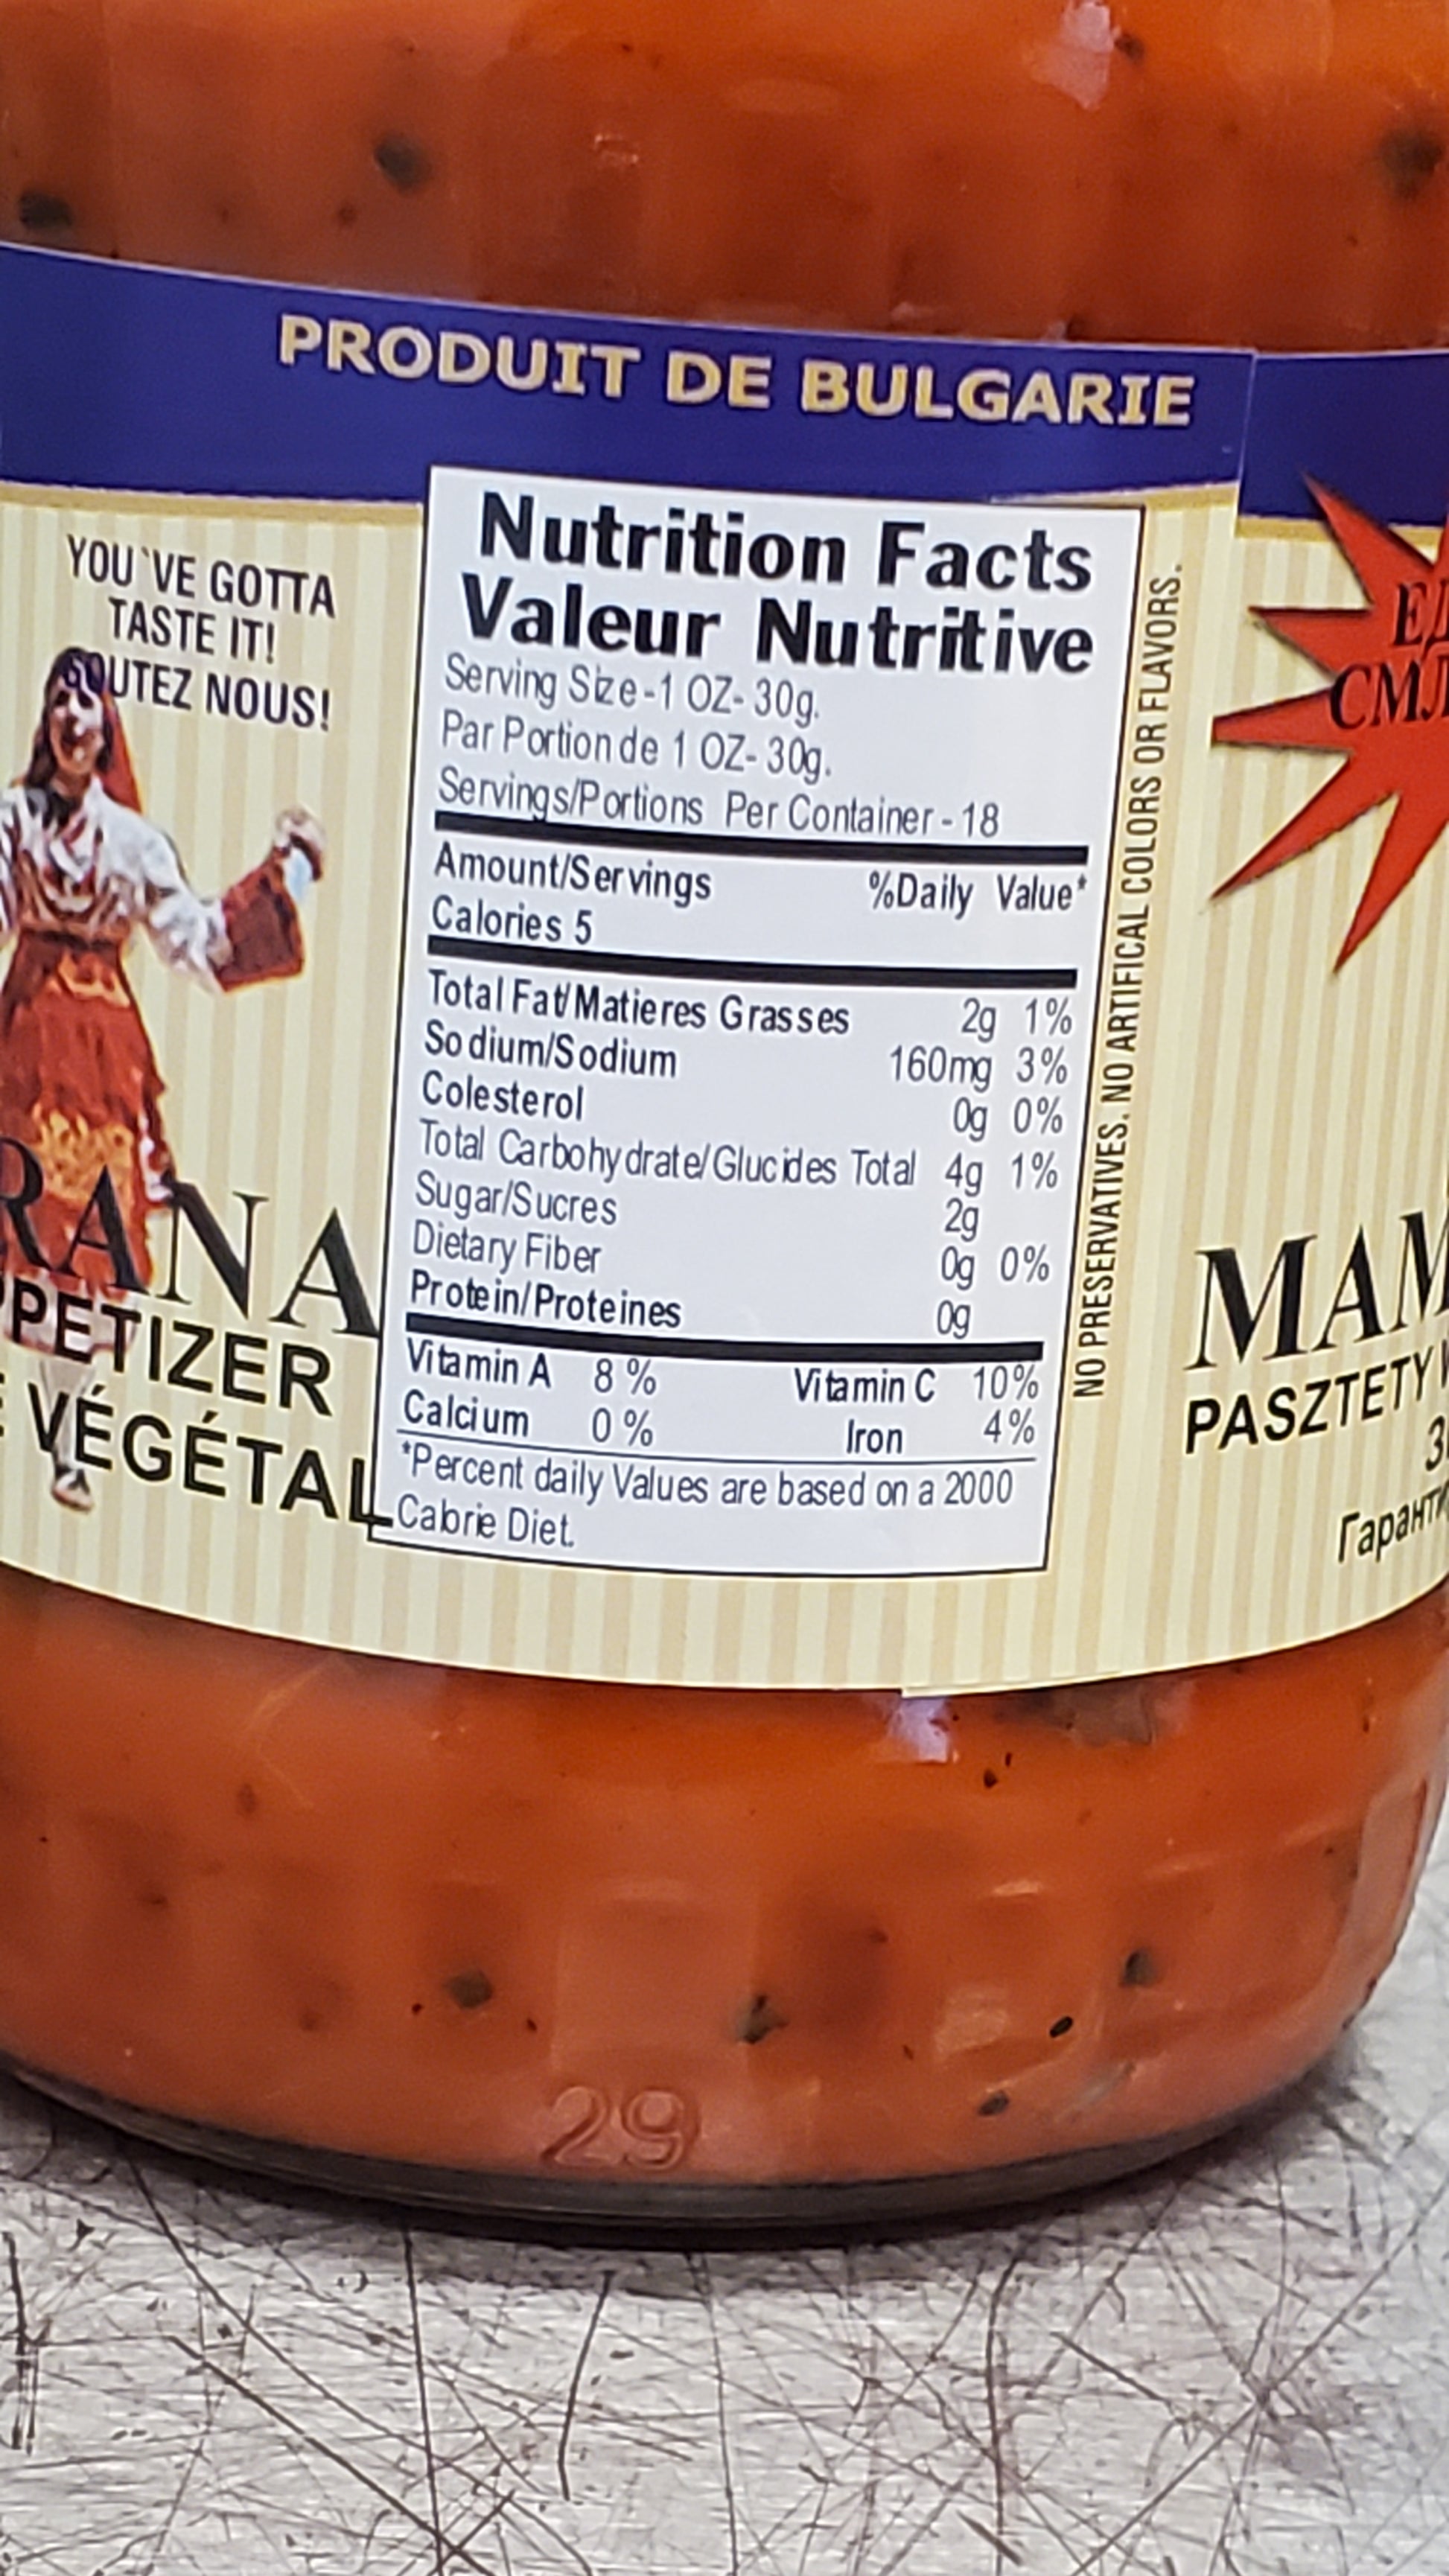 PRODUIT DE BULGARIE
YOU`VE GOTTA
TASTE IT!
GOUTEZ NOUS!
Nutrition Facts
Valeur Nutritive
Serving Size-1 OZ-30g.
Par Portion de 1 OZ-30g.
Servings/Portions Per Container-18
Amount/Servings %Daily Value*
Calories 5
Total Fat/Matieres Grasses 2g 1%
Sodium/Sodium 160mg 3%
Colesterol 0g 0%
Total Carbohydrate/Glucides Total 4g 1%
Sugar/Sucres 2g
Dietary Fiber 0g 0%
Protein/Proteines 0g
Vitamin A 8% Vitamin C 10%
Calcium 0% Iron 4%
*Percent daily Values are based on a 2000
Calorie Diet.
NO PRESERVATIVES. NO ARTIFICAL COLORS OR FLAVORS.
RANA
PPETIZER
VÉGÉTAL
MAM
PASZTETY
29